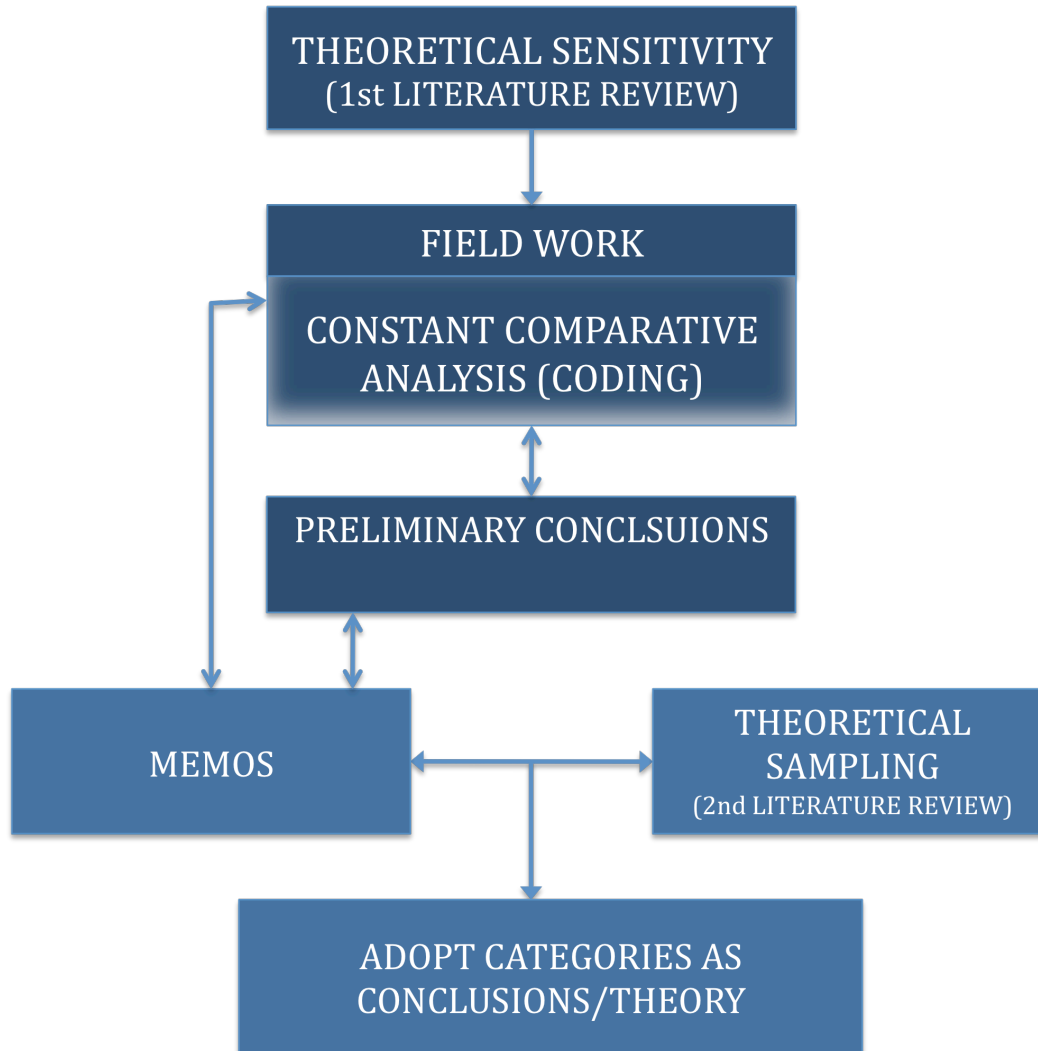 THEORETICAL SENSITIVITY
(1st LITERATURE REVIEW)
FIELD WORK
CONSTANT COMPARATIVE
ANALYSIS (CODING)
PRELIMINARY CONCLSUIONS
MEMOS
THEORETICAL
SAMPLING
(2nd LITERATURE REVIEW)
ADOPT CATEGORIES AS
CONCLUSIONS/THEORY